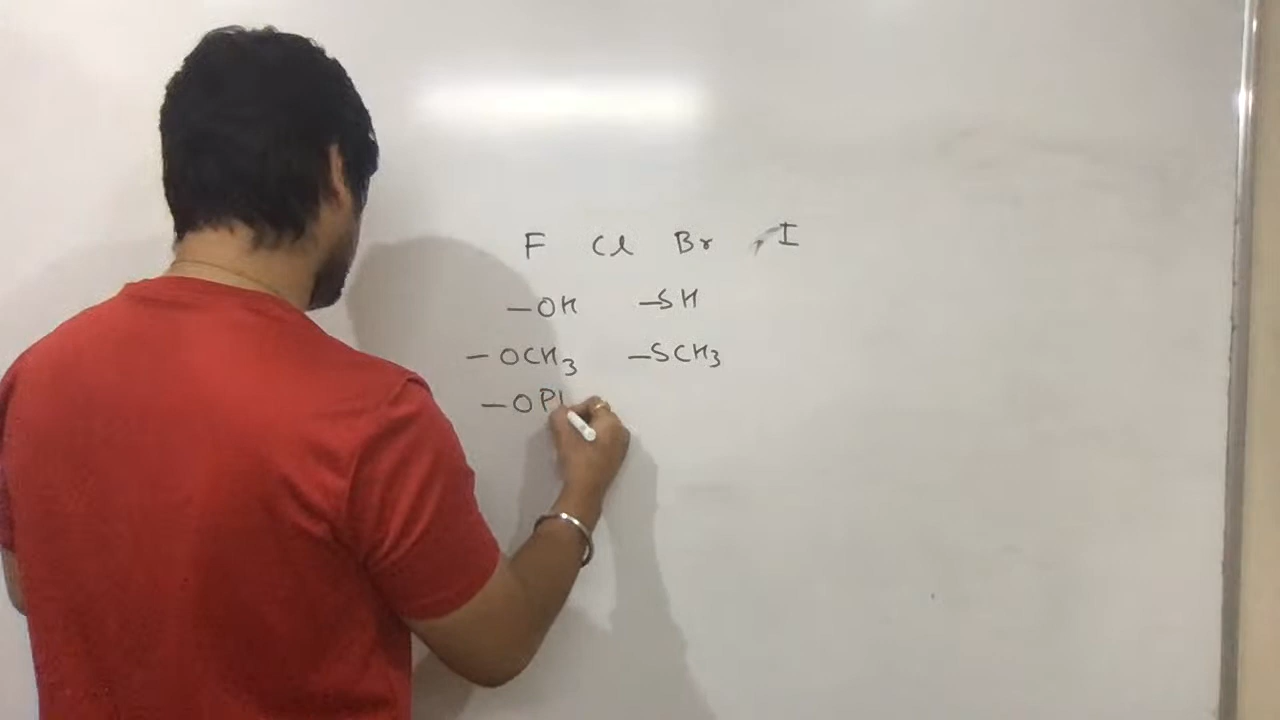 F Cl Br , I
—OH —SH
—OCH₃ —SCH₃
—OPh